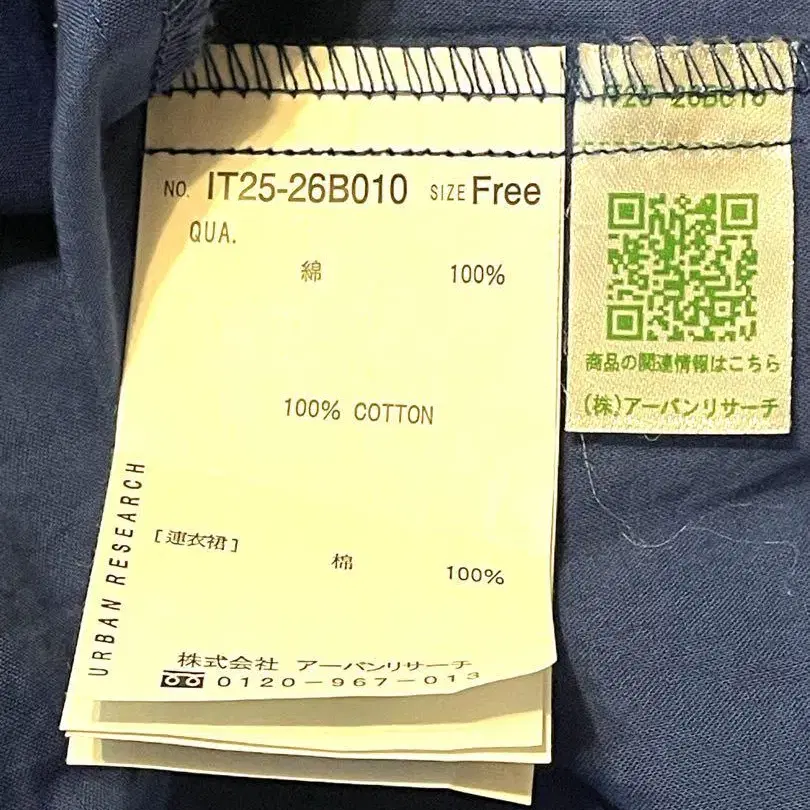 NO. IT25-26B010 SIZE Free
QUA.
綿 100%
100% COTTON
[連衣裙]
棉 100%
URBAN RESEARCH
株式会社 アーバンリサーチ
0120-967-013
IT25-26B010
商品の関連情報はこちら
(株)アーバンリサーチ